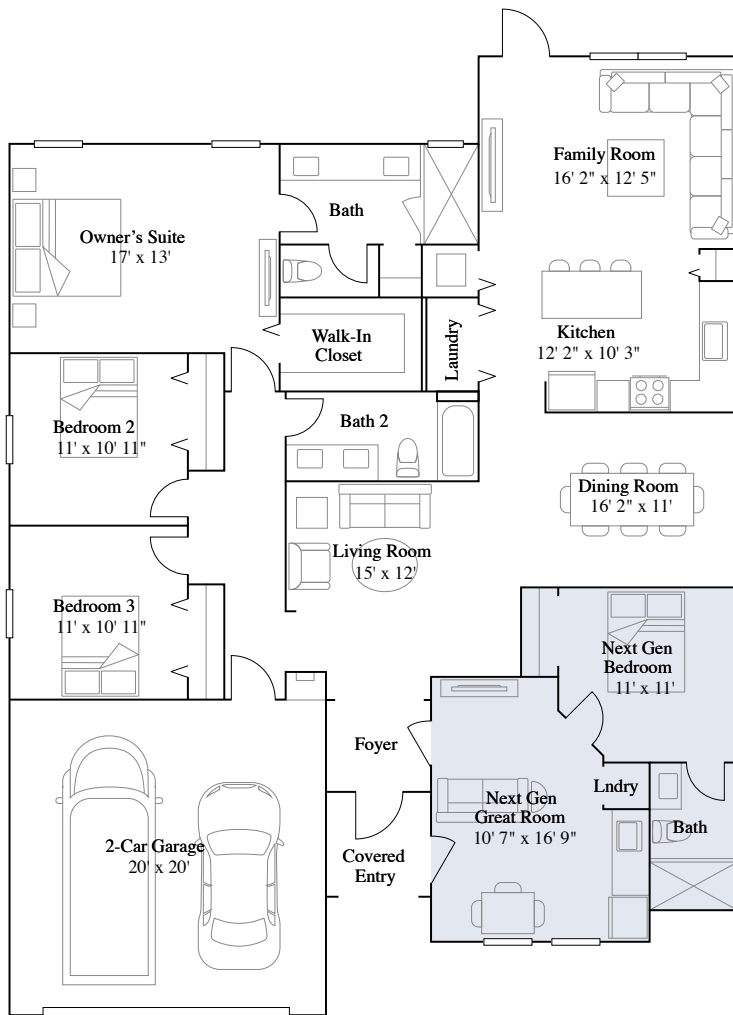 Family Room
16' 2" x 12' 5"
Bath
Owner's Suite
17' x 13'
Kitchen
12' 2" x 10' 3"
Walk-In
Closet
Laundry
Bedroom 2
11' x 10' 11"
Bath 2
Dining Room
16' 2" x 11'
Living Room
15' x 12'
Bedroom 3
11' x 10' 11"
Next Gen
Bedroom
11' x 11'
Foyer
Lndry
Next Gen
Great Room
10' 7" x 16' 9"
Bath
2-Car Garage
20' x 20'
Covered
Entry